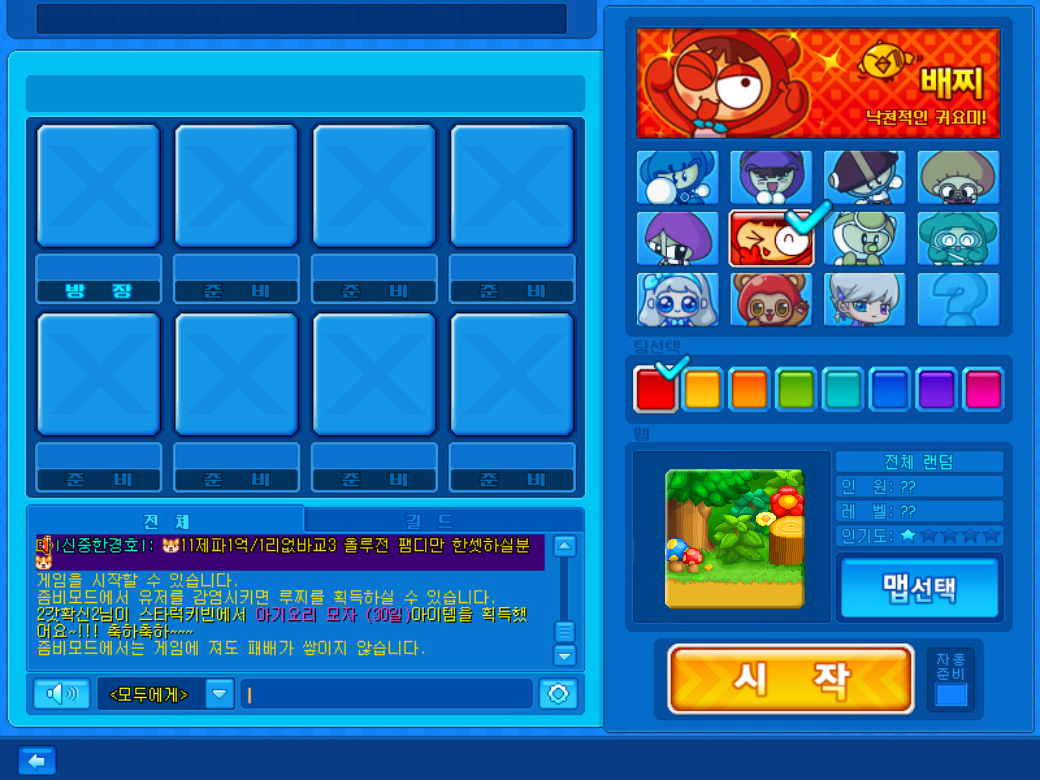 방 장
준 비
준 비
준 비
준 비
준 비
준 비
준 비
전 체
길 드
신중한경호|: 11제파1억/1리없바교3 올루전 팸디만 한셋하실분
게임을 시작할 수 있습니다.
좀비모드에서 유저를 감염시키면 루찌를 획득하실 수 있습니다.
2갓확신2님이 스타럭키빈에서 아기오리 모자 (30일)아이템을 획득했
어요~!!! 축하축하~~~
좀비모드에서는 게임에 져도 패배가 쌓이지 않습니다.
<모두에게>
배찌
낙천적인 귀요미!
팀선택
맵
전체 랜덤
인 원: ??
레 벨: ??
인기도:
맵선택
시 작
자동
준비